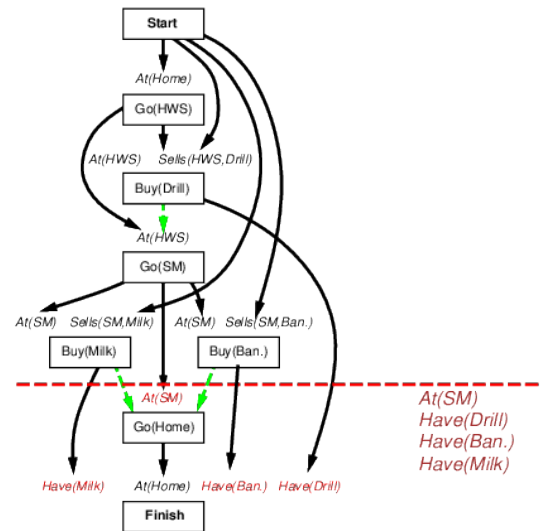 Start
At(Home)
Go(HWS)
At(HWS) Sells(HWS,Drill)
Buy(Drill)
At(HWS)
Go(SM)
At(SM) Sells(SM,Milk) At(SM) Sells(SM,Ban.)
Buy(Milk) Buy(Ban.)
At(SM)
Go(Home)
Have(Milk) At(Home) Have(Ban.) Have(Drill)
Finish
At(SM)
Have(Drill)
Have(Ban.)
Have(Milk)